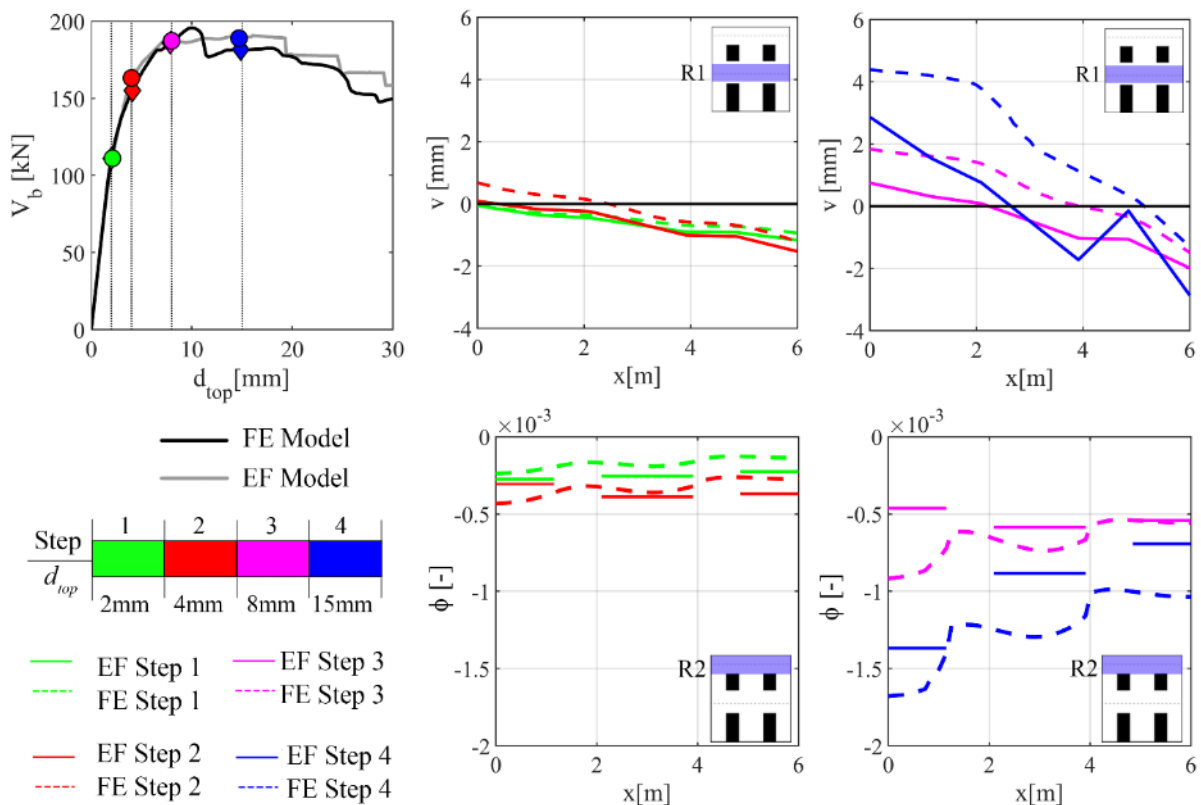 200
150
100
50
0
V_b [kN]
0
10
20
30
d_top[mm]
6
4
2
0
-2
-4
v [mm]
R1
0
2
4
6
x[m]
6
4
2
0
-2
-4
v [mm]
R1
0
2
4
6
x[m]
FE Model
EF Model
1
2
3
4
Step
d_top
2mm
4mm
8mm
15mm
EF Step 1
FE Step 1
EF Step 3
FE Step 3
EF Step 2
FE Step 2
EF Step 4
FE Step 4
×10⁻³
0
-0.5
-1
-1.5
-2
ϕ [-]
R2
0
2
4
6
x[m]
×10⁻³
0
-0.5
-1
-1.5
-2
ϕ [-]
R2
0
2
4
6
x[m]